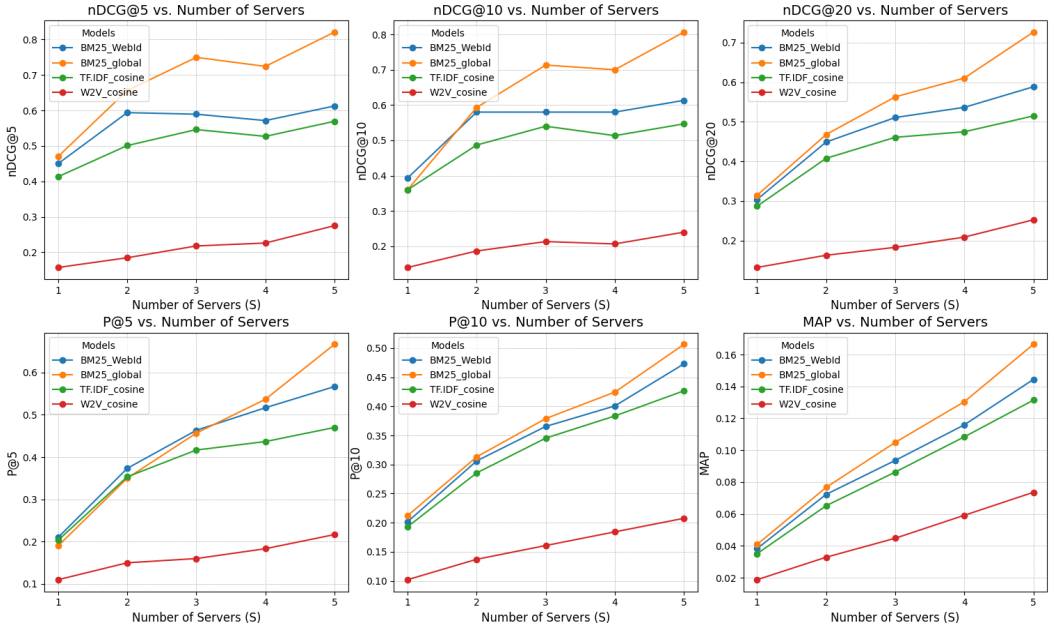 nDCG@5 vs. Number of Servers
nDCG@5
0.8
0.7
0.6
0.5
0.4
0.3
0.2
Models
BM25_WebId
BM25_global
TF.IDF_cosine
W2V_cosine
1 2 3 4 5
Number of Servers (S)
nDCG@10 vs. Number of Servers
nDCG@10
0.8
0.7
0.6
0.5
0.4
0.3
0.2
Models
BM25_WebId
BM25_global
TF.IDF_cosine
W2V_cosine
1 2 3 4 5
Number of Servers (S)
nDCG@20 vs. Number of Servers
nDCG@20
0.7
0.6
0.5
0.4
0.3
0.2
Models
BM25_WebId
BM25_global
TF.IDF_cosine
W2V_cosine
1 2 3 4 5
Number of Servers (S)
P@5 vs. Number of Servers
P@5
0.6
0.5
0.4
0.3
0.2
0.1
Models
BM25_WebId
BM25_global
TF.IDF_cosine
W2V_cosine
1 2 3 4 5
Number of Servers (S)
P@10 vs. Number of Servers
P@10
0.50
0.45
0.40
0.35
0.30
0.25
0.20
0.15
0.10
Models
BM25_WebId
BM25_global
TF.IDF_cosine
W2V_cosine
1 2 3 4 5
Number of Servers (S)
MAP vs. Number of Servers
MAP
0.16
0.14
0.12
0.10
0.08
0.06
0.04
0.02
Models
BM25_WebId
BM25_global
TF.IDF_cosine
W2V_cosine
1 2 3 4 5
Number of Servers (S)